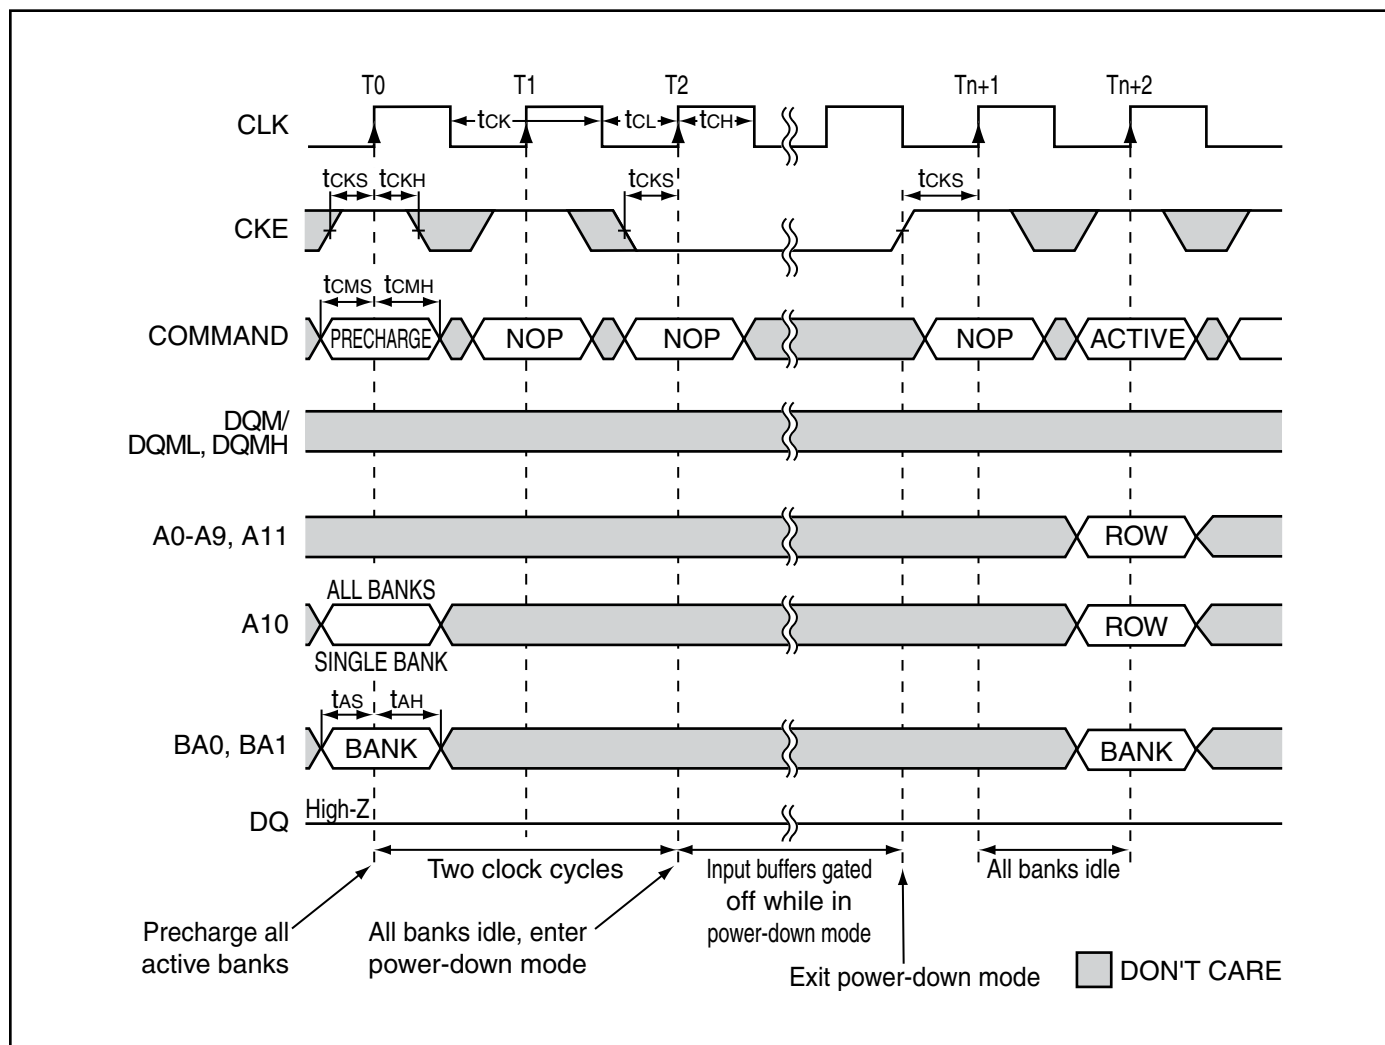 T0 T1 T2 Tn+1 Tn+2
CLK tCK tCL tCH
tCKS tCKH tCKS tCKS
CKE
tCMS tCMH
COMMAND PRECHARGE NOP NOP NOP ACTIVE
DQM/
DQML, DQMH
A0-A9, A11 ROW
ALL BANKS
A10 ROW
SINGLE BANK
tAS tAH
BA0, BA1 BANK BANK
High-Z
DQ
Two clock cycles
Input buffers gated
off while in
power-down mode
All banks idle
Precharge all
active banks
All banks idle, enter
power-down mode
Exit power-down mode
DON'T CARE